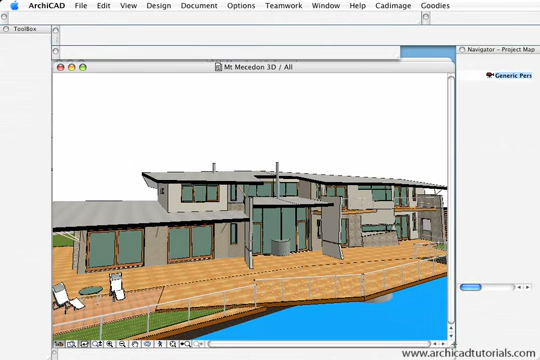 ArchiCAD File Edit View Design Document Options Teamwork Window Help Cadimage Goodies
ToolBox
Navigator - Project Map
Mt Mecedon 3D / All
Generic Pers
www.archicadtutorials.com